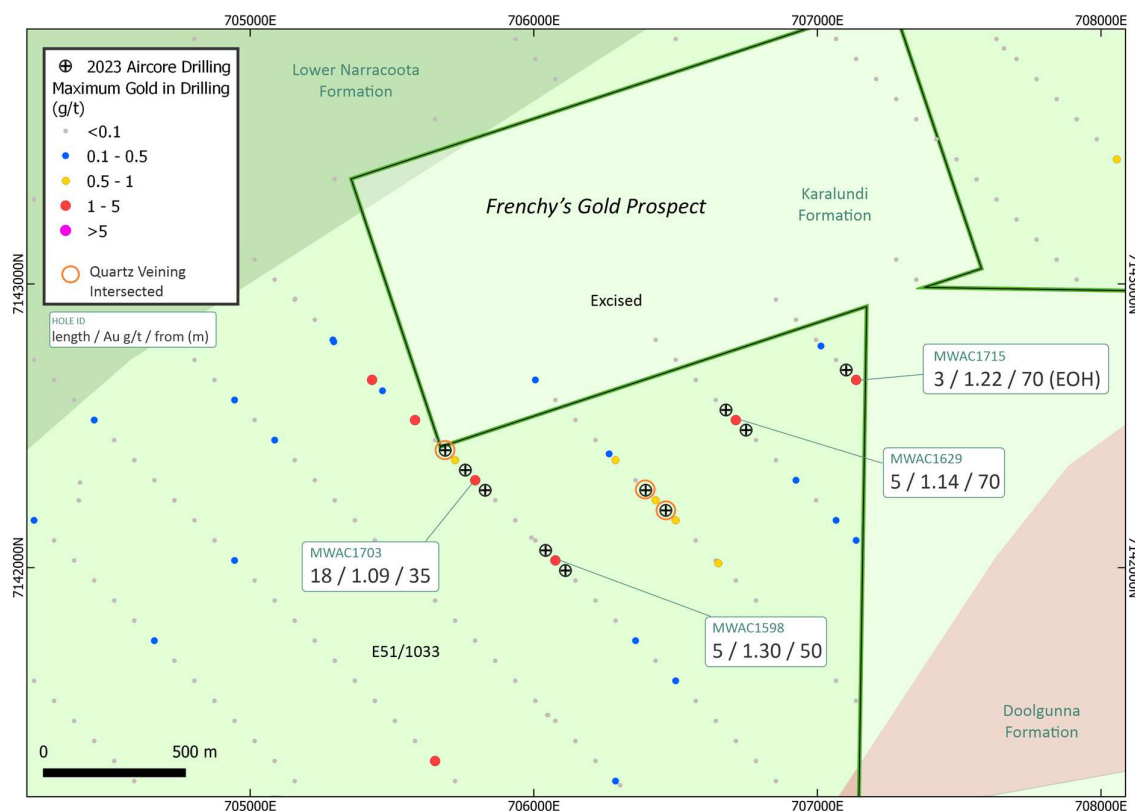 705000E
706000E
707000E
708000E
2023 Aircore Drilling
Maximum Gold in Drilling
(g/t)
<0.1
0.1 - 0.5
0.5 - 1
1 - 5
>5
Quartz Veining
Intersected
HOLE ID
length / Au g/t / from (m)
Lower Narracoota
Formation
Frenchy's Gold Prospect
Karalundi
Formation
Excised
7143000N
7143000N
MWAC1715
3 / 1.22 / 70 (EOH)
MWAC1629
5 / 1.14 / 70
MWAC1703
18 / 1.09 / 35
7142000N
7142000N
MWAC1598
5 / 1.30 / 50
E51/1033
Doolgunna
Formation
0
500 m
705000E
706000E
707000E
708000E